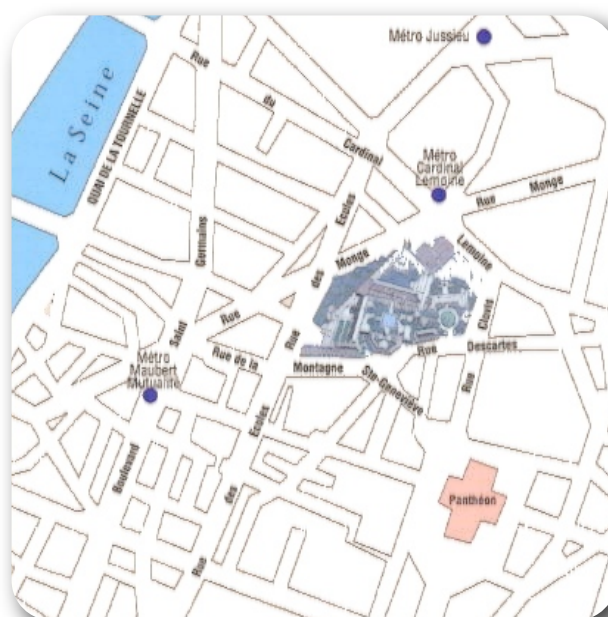 Métro Jussieu
Rue
du
Cardinal
Lemoine
La Seine
QUAI DE LA TOURNELLE
Métro
Cardinal
Lemoine
Rue Monge
Ecoles
des
Rue
Monge
Rue
Germains
Saint
Boulevard
Clovis
Rue
Rue Descartes
Rue de la
Montagne
Ste-Geneviève
Métro
Maubert
Mutualité
Ecoles
des
Rue
Panthéon